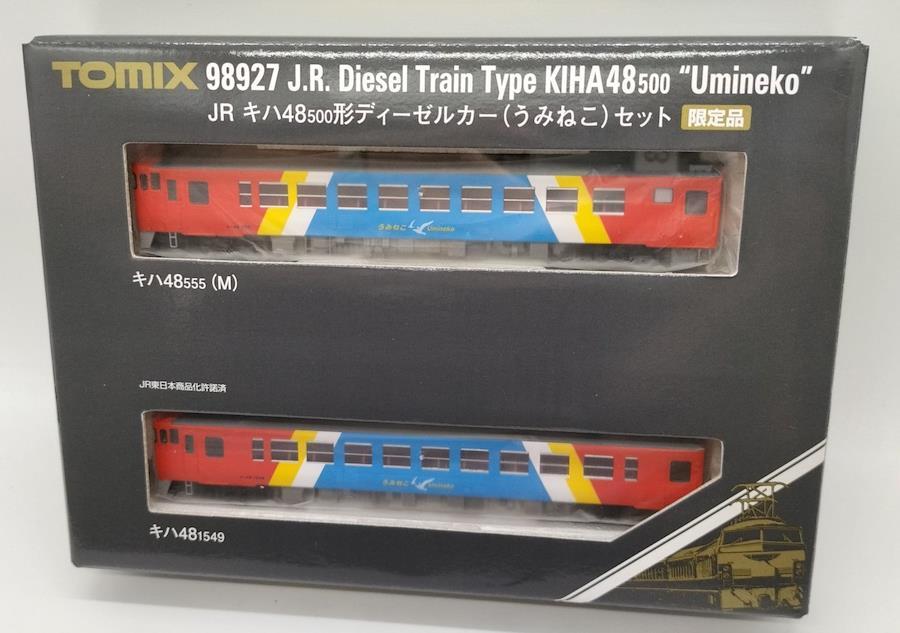 TOMIX 98927 J.R. Diesel Train Type KIHA48500 "Umineko"
JR キハ48500形ディーゼルカー(うみねこ)セット 限定品
うみねこ Umineko
キハ48555 (M)
JR東日本商品化許諾済
うみねこ Umineko
キハ481549